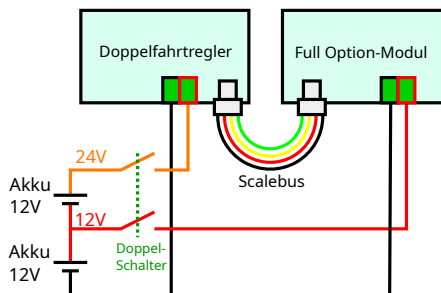 Doppelfahrtregler
Full Option-Modul
Scalebus
24V
Akku
12V
12V
Doppel-
Schalter
Akku
12V